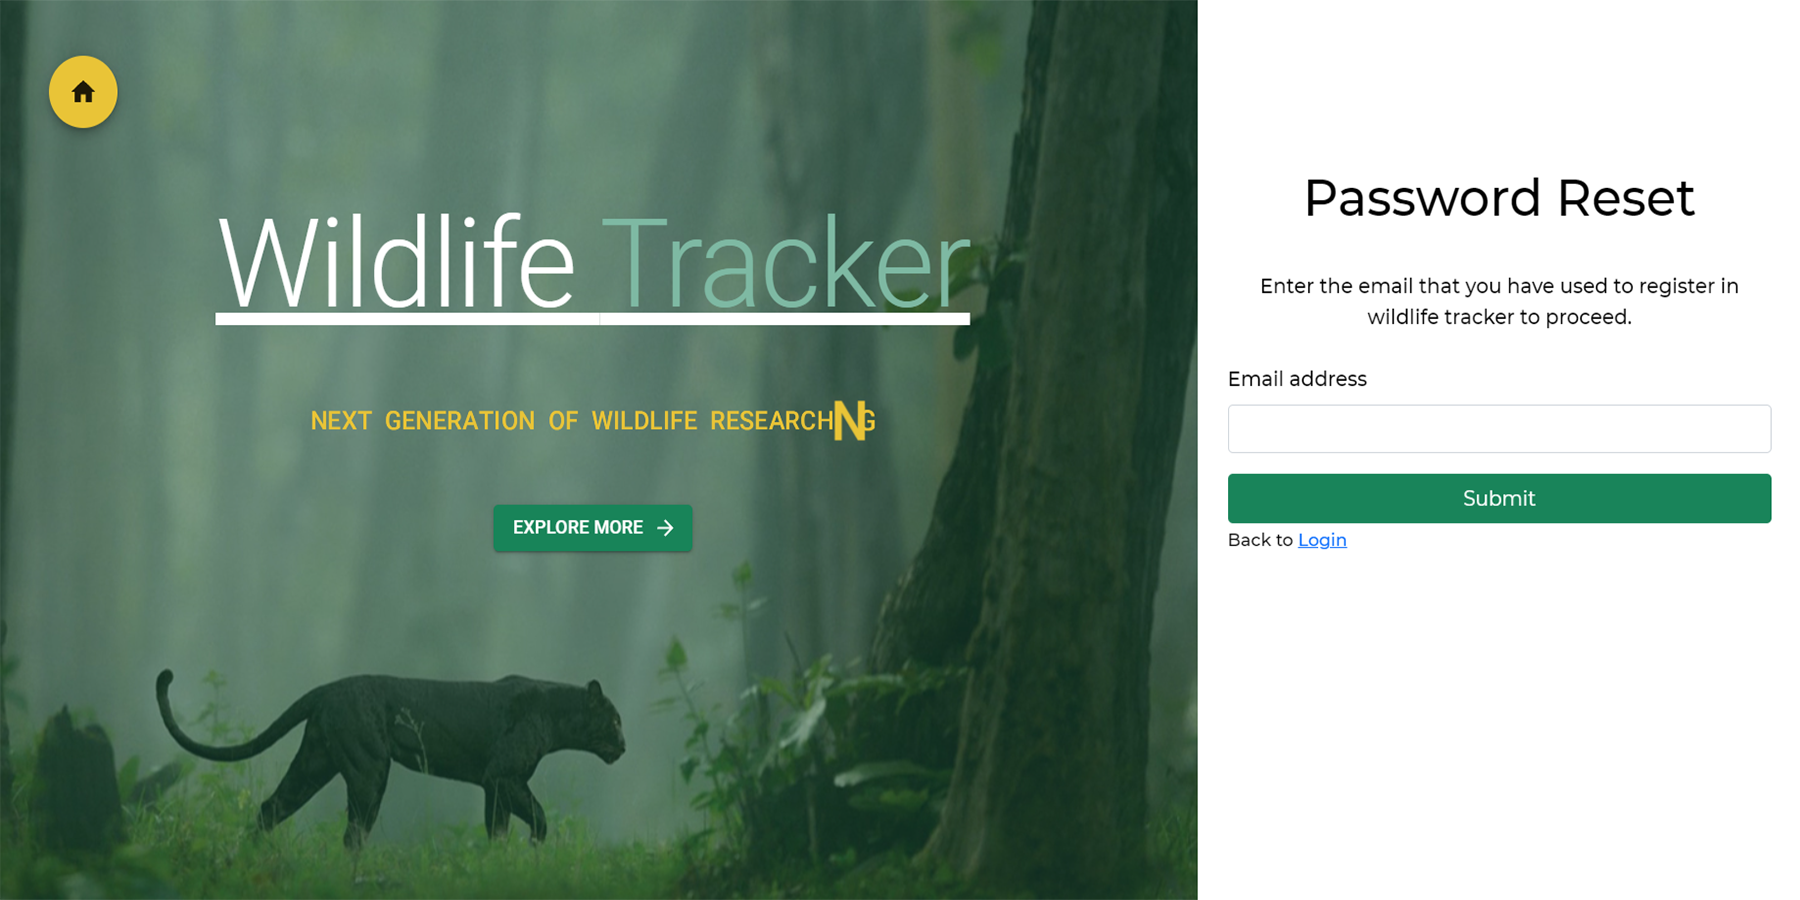 Wildlife Tracker
NEXT GENERATION OF WILDLIFE RESEARCHNG
EXPLORE MORE
Password Reset
Enter the email that you have used to register in
wildlife tracker to proceed.
Email address
Submit
Back to Login